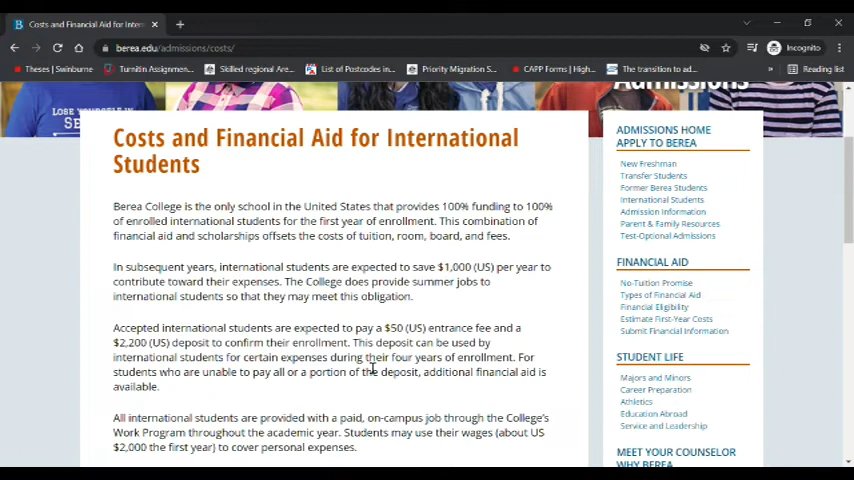 Costs and Financial Aid for Inter
berea.edu/admissions/costs/
Incognito
Theses | Swinburne
Turnitin Assignmen...
Skilled regional Are...
List of Postcodes in...
Priority Migration S...
CAPP Forms | High...
The transition to ad...
»
Reading list
LOSE YOURSELF IN
SE
Admissions
Costs and Financial Aid for International
Students
Berea College is the only school in the United States that provides 100% funding to 100%
of enrolled international students for the first year of enrollment. This combination of
financial aid and scholarships offsets the costs of tuition, room, board, and fees.
In subsequent years, international students are expected to save $1,000 (US) per year to
contribute toward their expenses. The College does provide summer jobs to
international students so that they may meet this obligation.
Accepted international students are expected to pay a $50 (US) entrance fee and a
$2,200 (US) deposit to confirm their enrollment. This deposit can be used by
international students for certain expenses during their four years of enrollment. For
students who are unable to pay all or a portion of the deposit, additional financial aid is
available.
All international students are provided with a paid, on-campus job through the College's
Work Program throughout the academic year. Students may use their wages (about US
$2,000 the first year) to cover personal expenses.
ADMISSIONS HOME
APPLY TO BEREA
New Freshman
Transfer Students
Former Berea Students
International Students
Admission Information
Parent & Family Resources
Test-Optional Admissions
FINANCIAL AID
No-Tuition Promise
Types of Financial Aid
Financial Eligibility
Estimate First-Year Costs
Submit Financial Information
STUDENT LIFE
Majors and Minors
Career Preparation
Athletics
Education Abroad
Service and Leadership
MEET YOUR COUNSELOR
WHY BEREA